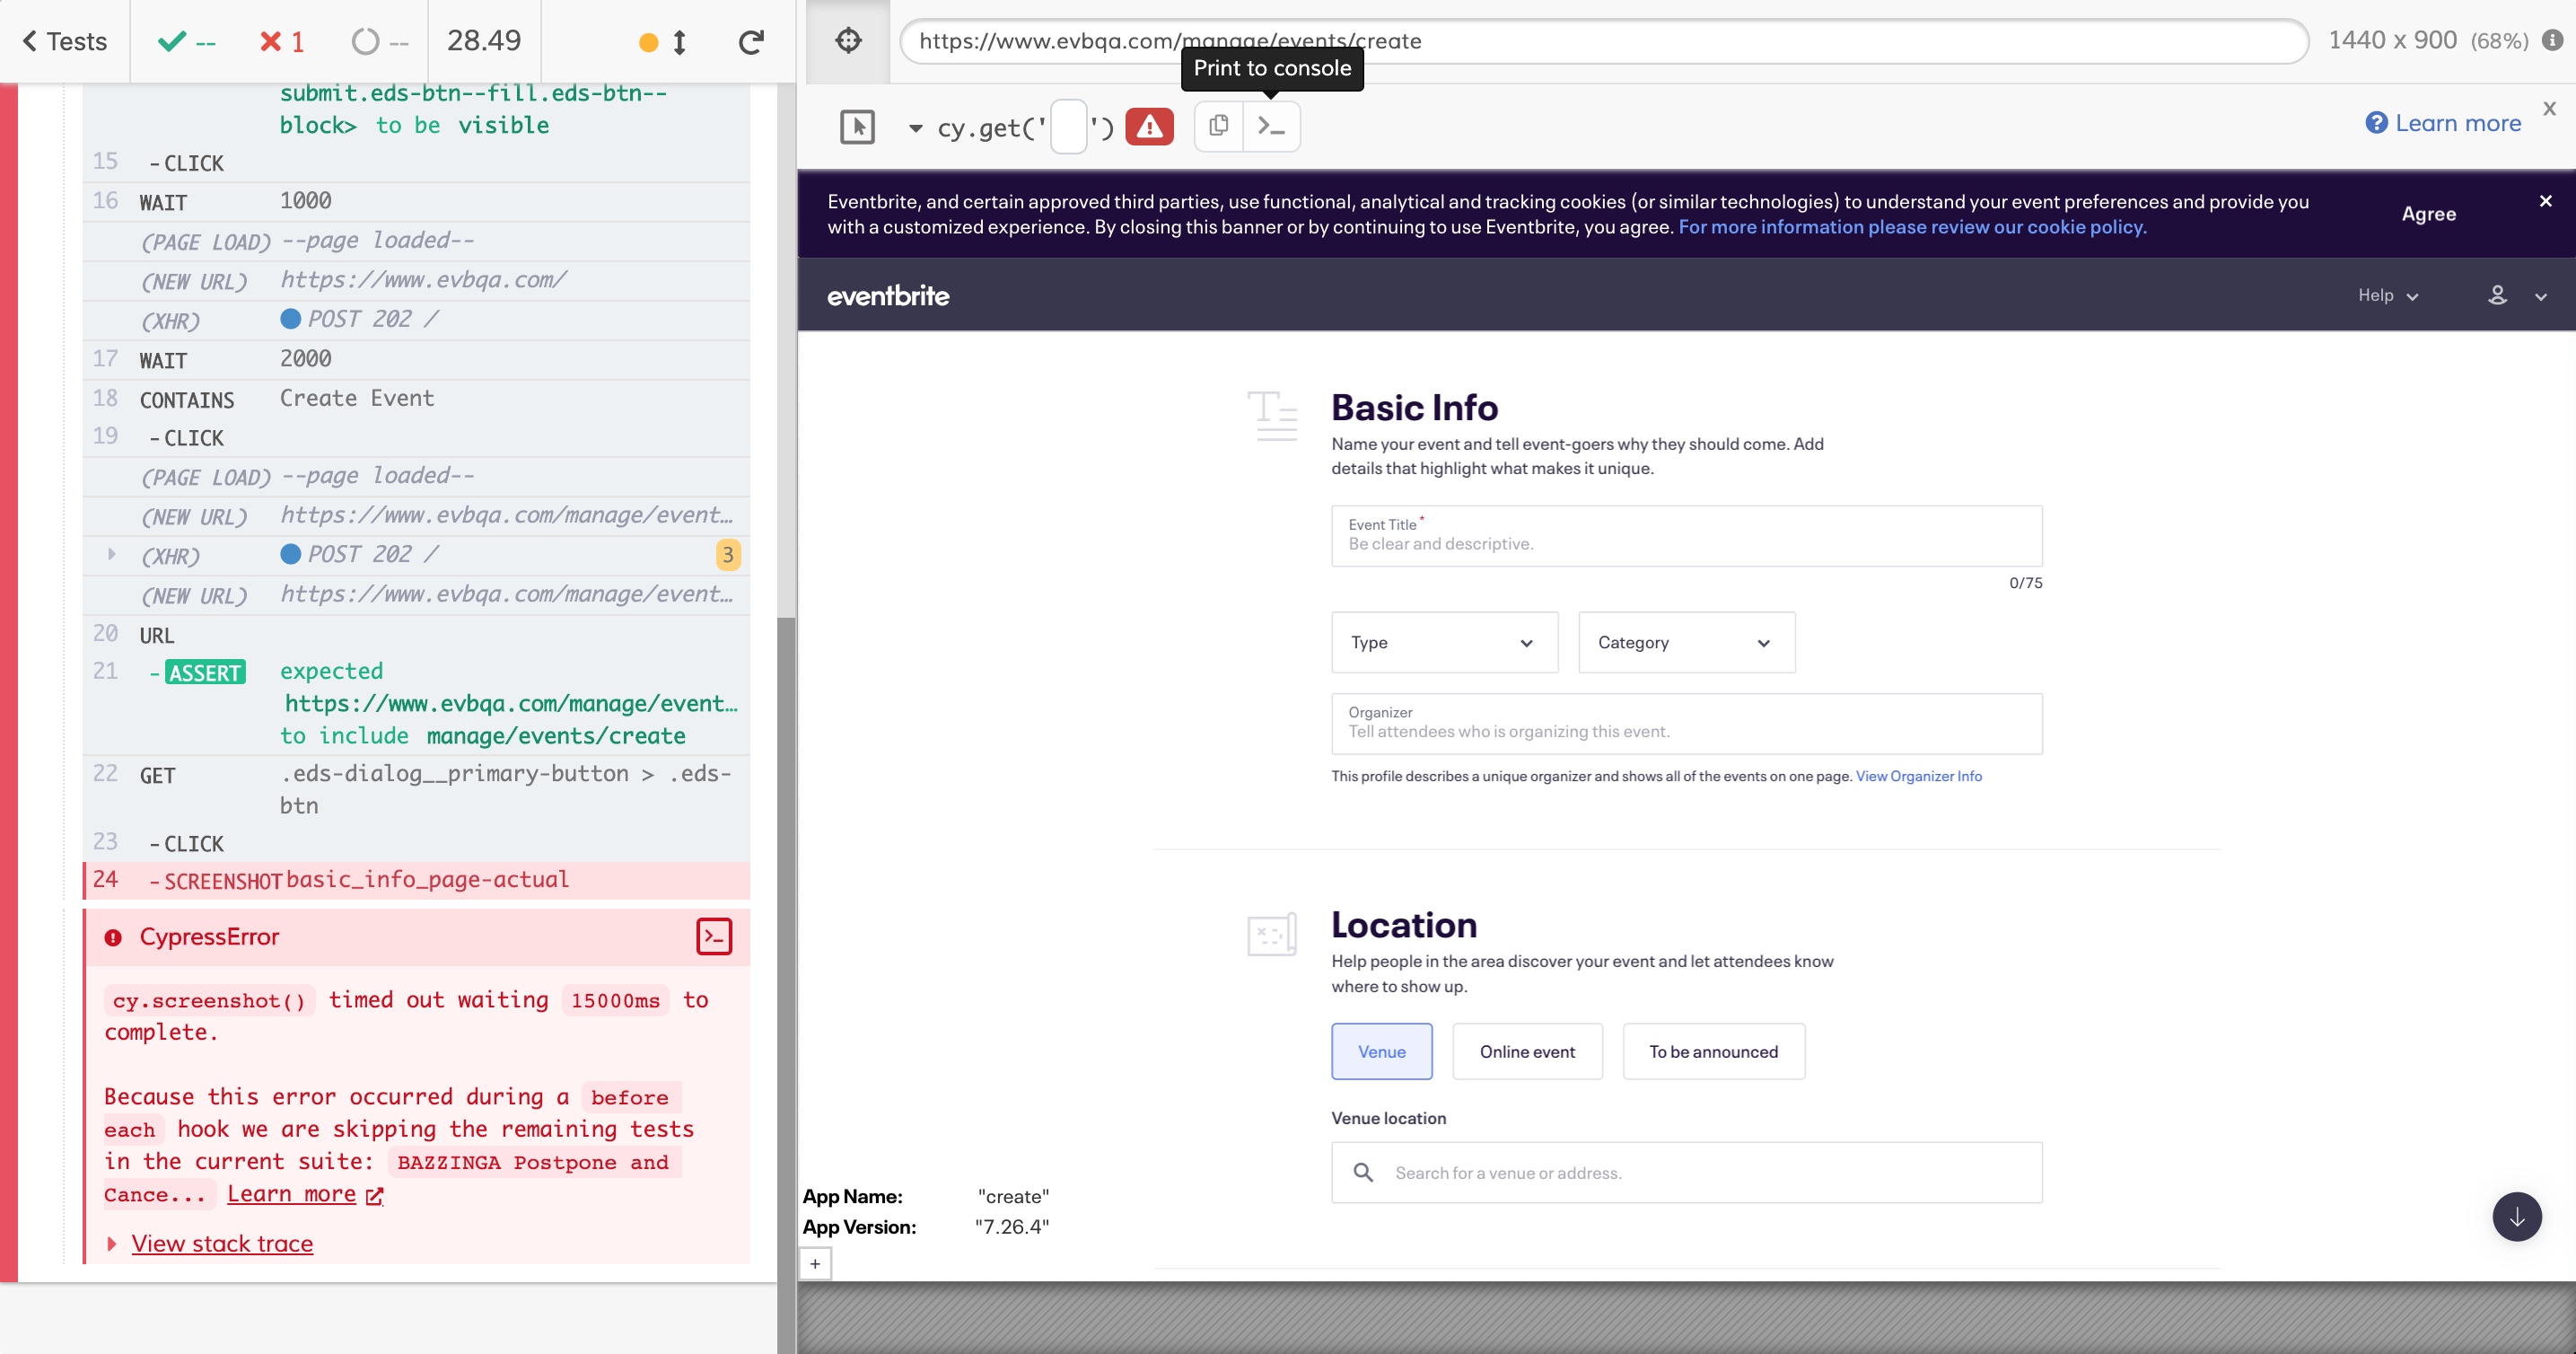 Tests
--
1
--
28.49
submit.eds-btn--fill.eds-btn--
block> to be visible
15 -CLICK
16 WAIT 1000
(PAGE LOAD) --page loaded--
(NEW URL) https://www.evbqa.com/
(XHR) POST 202 /
17 WAIT 2000
18 CONTAINS Create Event
19 -CLICK
(PAGE LOAD) --page loaded--
(NEW URL) https://www.evbqa.com/manage/event…
(XHR) POST 202 / 3
(NEW URL) https://www.evbqa.com/manage/event…
20 URL
21 -ASSERT expected
https://www.evbqa.com/manage/event…
to include manage/events/create
22 GET .eds-dialog__primary-button > .eds-
btn
23 -CLICK
24 -SCREENSHOT basic_info_page-actual
CypressError
>_
cy.screenshot() timed out waiting 15000ms to
complete.
Because this error occurred during a before
each hook we are skipping the remaining tests
in the current suite: BAZZINGA Postpone and
Cance... Learn more
View stack trace
https://www.evbqa.com/manage/events/create
1440 x 900 (68%)
Print to console
cy.get('')
>_
Learn more
X
Eventbrite, and certain approved third parties, use functional, analytical and tracking cookies (or similar technologies) to understand your event preferences and provide you
with a customized experience. By closing this banner or by continuing to use Eventbrite, you agree. For more information please review our cookie policy.
Agree
eventbrite
Help
Basic Info
Name your event and tell event-goers why they should come. Add
details that highlight what makes it unique.
Event Title *
Be clear and descriptive.
0/75
Type
Category
Organizer
Tell attendees who is organizing this event.
This profile describes a unique organizer and shows all of the events on one page. View Organizer Info
Location
Help people in the area discover your event and let attendees know
where to show up.
Venue
Online event
To be announced
Venue location
Search for a venue or address.
App Name: "create"
App Version: "7.26.4"
+